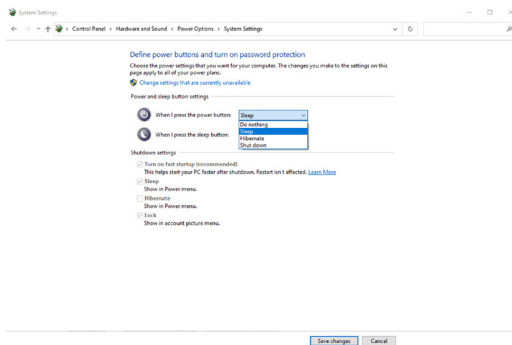 System Settings
Control Panel › Hardware and Sound › Power Options › System Settings
Define power buttons and turn on password protection
Choose the power settings that you want for your computer. The changes you make to the settings on this
page apply to all of your power plans.
Change settings that are currently unavailable
Power and sleep button settings
When I press the power button: Sleep
Do nothing
Sleep
Hibernate
Shut down
When I press the sleep button:
Shutdown settings
Turn on fast startup (recommended)
This helps start your PC faster after shutdown. Restart isn't affected. Learn More
Sleep
Show in Power menu.
Hibernate
Show in Power menu.
Lock
Show in account picture menu.
Save changes Cancel